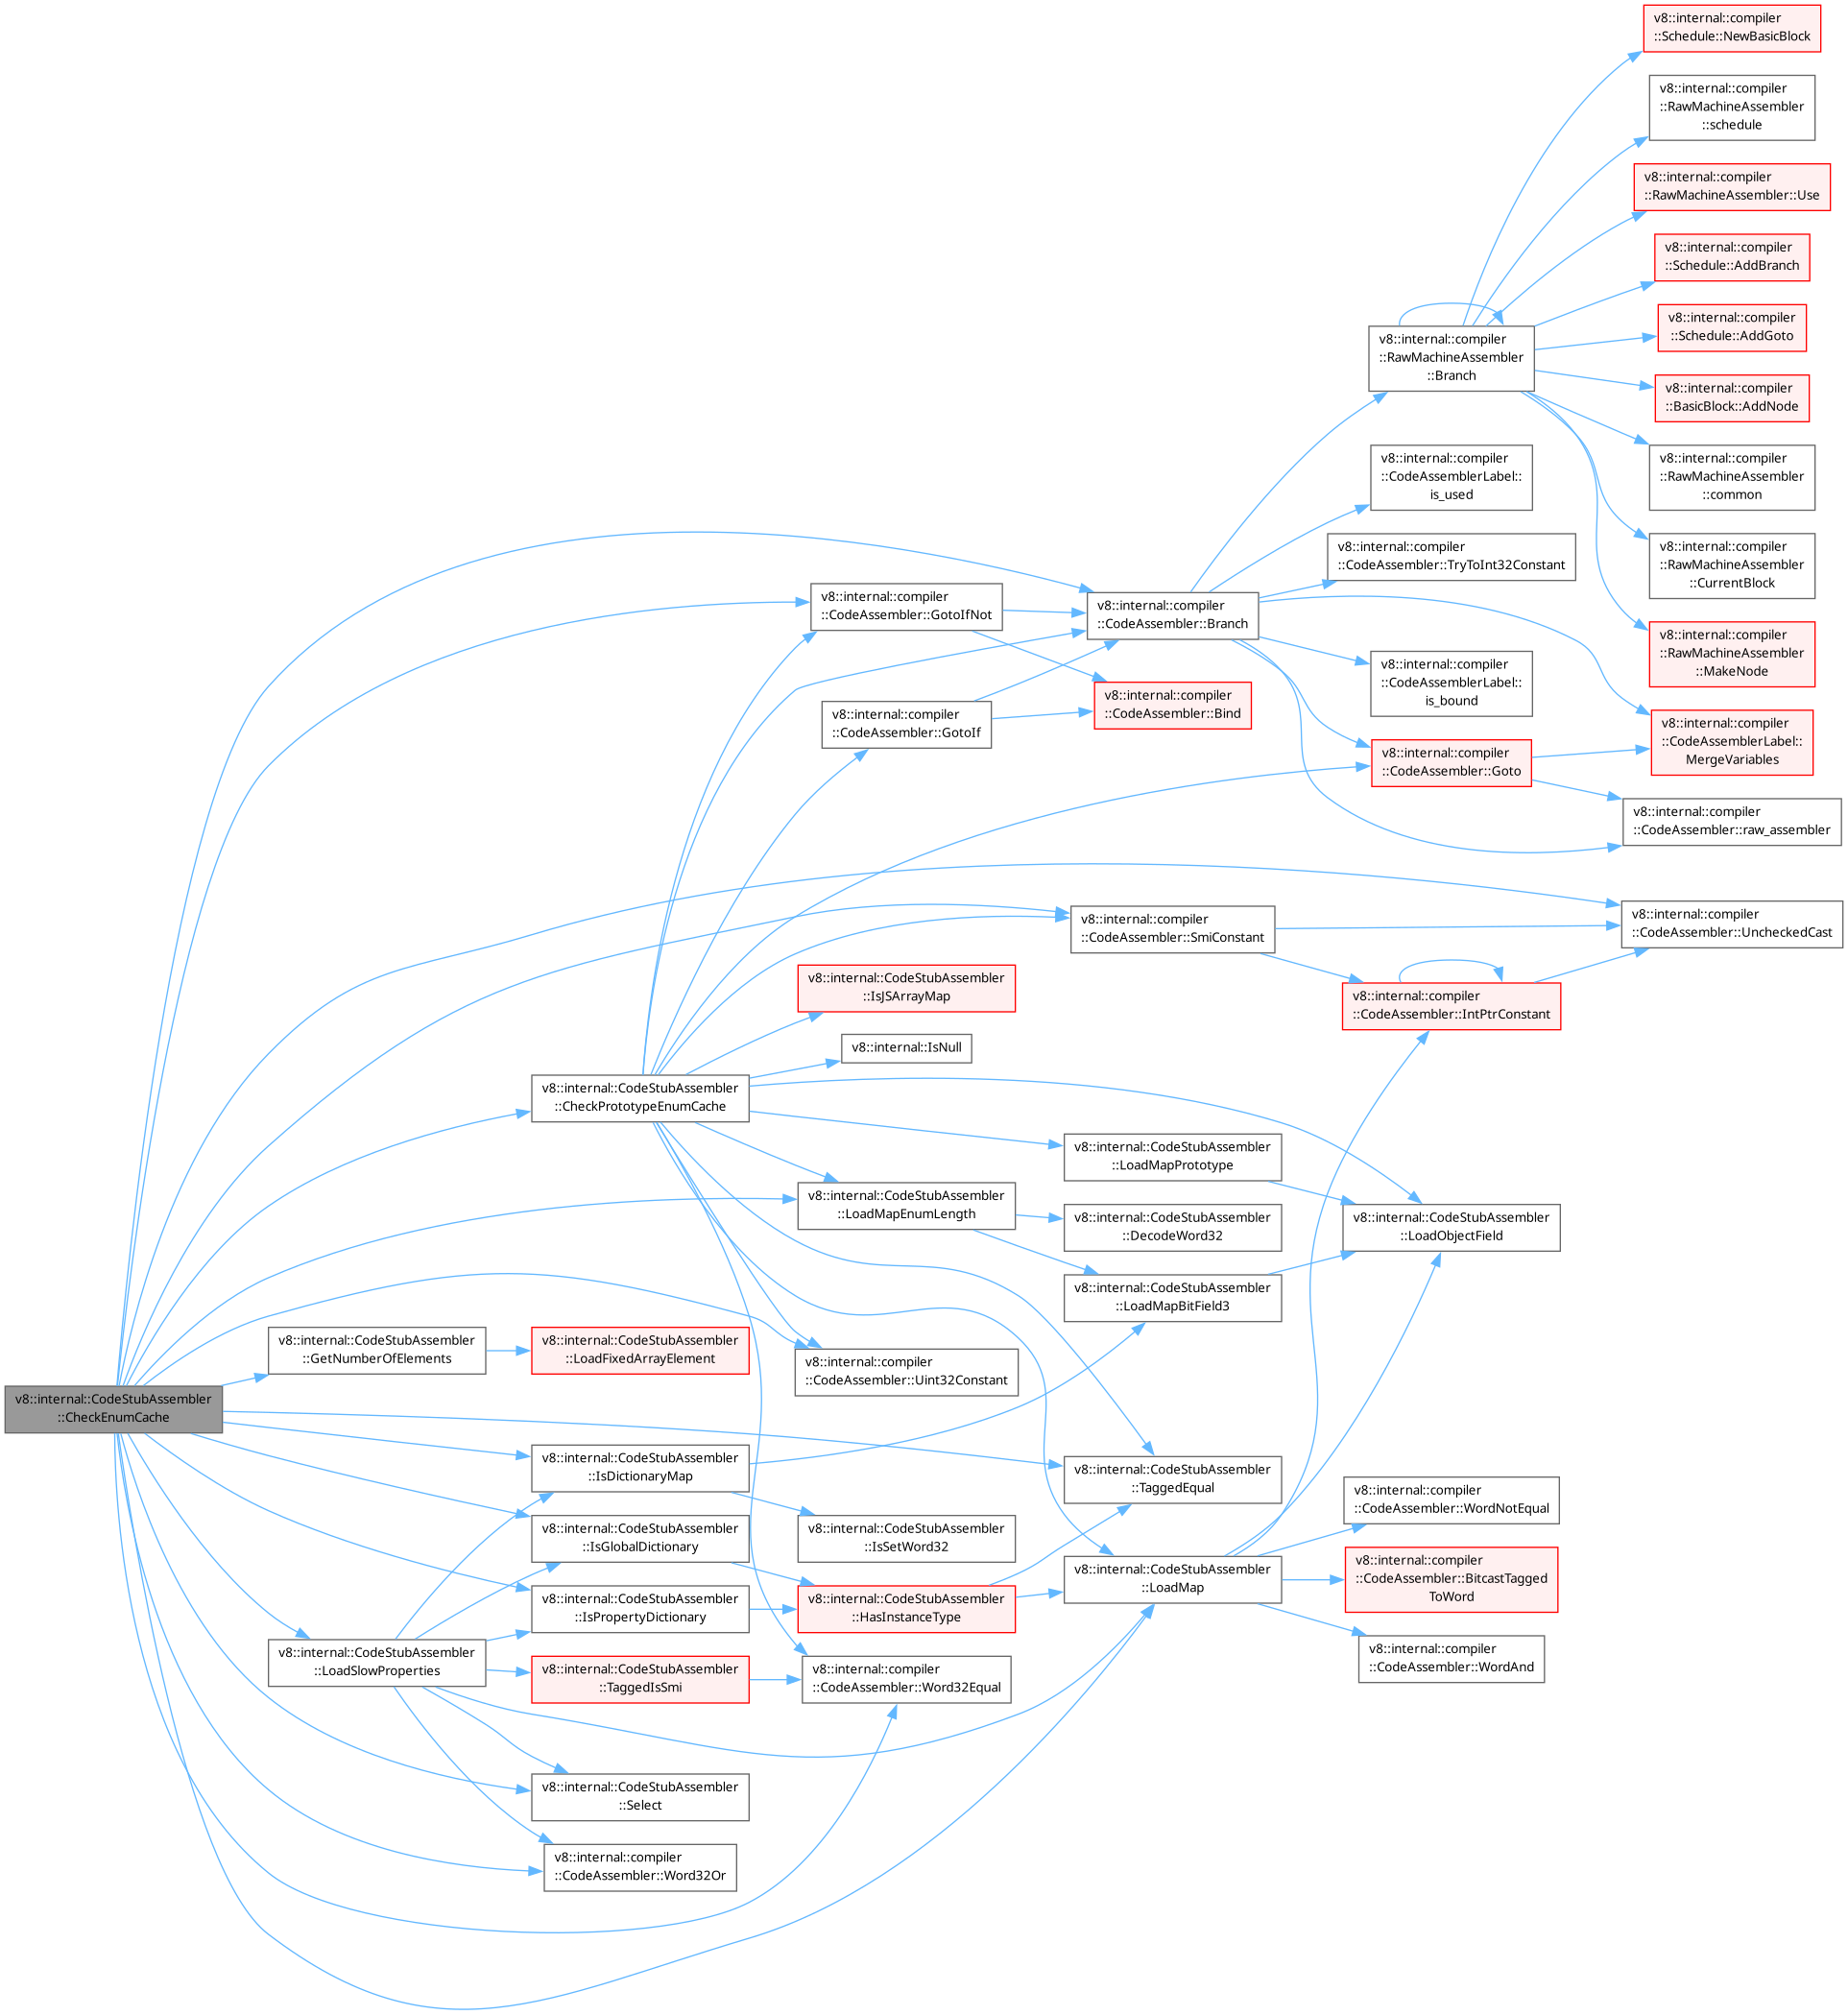 v8::internal::compiler
::Schedule::NewBasicBlock
v8::internal::compiler
::RawMachineAssembler
::schedule
v8::internal::compiler
::RawMachineAssembler::Use
v8::internal::compiler
::Schedule::AddBranch
v8::internal::compiler
::Schedule::AddGoto
v8::internal::compiler
::RawMachineAssembler
::Branch
v8::internal::compiler
::BasicBlock::AddNode
v8::internal::compiler
::RawMachineAssembler
::common
v8::internal::compiler
::CodeAssemblerLabel::
is_used
v8::internal::compiler
::CodeAssembler::TryToInt32Constant
v8::internal::compiler
::RawMachineAssembler
::CurrentBlock
v8::internal::compiler
::CodeAssembler::GotoIfNot
v8::internal::compiler
::CodeAssembler::Branch
v8::internal::compiler
::RawMachineAssembler
::MakeNode
v8::internal::compiler
::CodeAssemblerLabel::
is_bound
v8::internal::compiler
::CodeAssembler::Bind
v8::internal::compiler
::CodeAssembler::GotoIf
v8::internal::compiler
::CodeAssemblerLabel::
MergeVariables
v8::internal::compiler
::CodeAssembler::Goto
v8::internal::compiler
::CodeAssembler::raw_assembler
v8::internal::compiler
::CodeAssembler::SmiConstant
v8::internal::compiler
::CodeAssembler::UncheckedCast
v8::internal::CodeStubAssembler
::IsJSArrayMap
v8::internal::compiler
::CodeAssembler::IntPtrConstant
v8::internal::IsNull
v8::internal::CodeStubAssembler
::CheckPrototypeEnumCache
v8::internal::CodeStubAssembler
::LoadMapPrototype
v8::internal::CodeStubAssembler
::LoadMapEnumLength
v8::internal::CodeStubAssembler
::DecodeWord32
v8::internal::CodeStubAssembler
::LoadObjectField
v8::internal::CodeStubAssembler
::LoadMapBitField3
v8::internal::CodeStubAssembler
::GetNumberOfElements
v8::internal::CodeStubAssembler
::LoadFixedArrayElement
v8::internal::compiler
::CodeAssembler::Uint32Constant
v8::internal::CodeStubAssembler
::CheckEnumCache
v8::internal::CodeStubAssembler
::IsDictionaryMap
v8::internal::CodeStubAssembler
::TaggedEqual
v8::internal::compiler
::CodeAssembler::WordNotEqual
v8::internal::CodeStubAssembler
::IsGlobalDictionary
v8::internal::CodeStubAssembler
::IsSetWord32
v8::internal::CodeStubAssembler
::LoadMap
v8::internal::compiler
::CodeAssembler::BitcastTagged
ToWord
v8::internal::CodeStubAssembler
::IsPropertyDictionary
v8::internal::CodeStubAssembler
::HasInstanceType
v8::internal::CodeStubAssembler
::LoadSlowProperties
v8::internal::compiler
::CodeAssembler::WordAnd
v8::internal::CodeStubAssembler
::TaggedIsSmi
v8::internal::compiler
::CodeAssembler::Word32Equal
v8::internal::CodeStubAssembler
::Select
v8::internal::compiler
::CodeAssembler::Word32Or